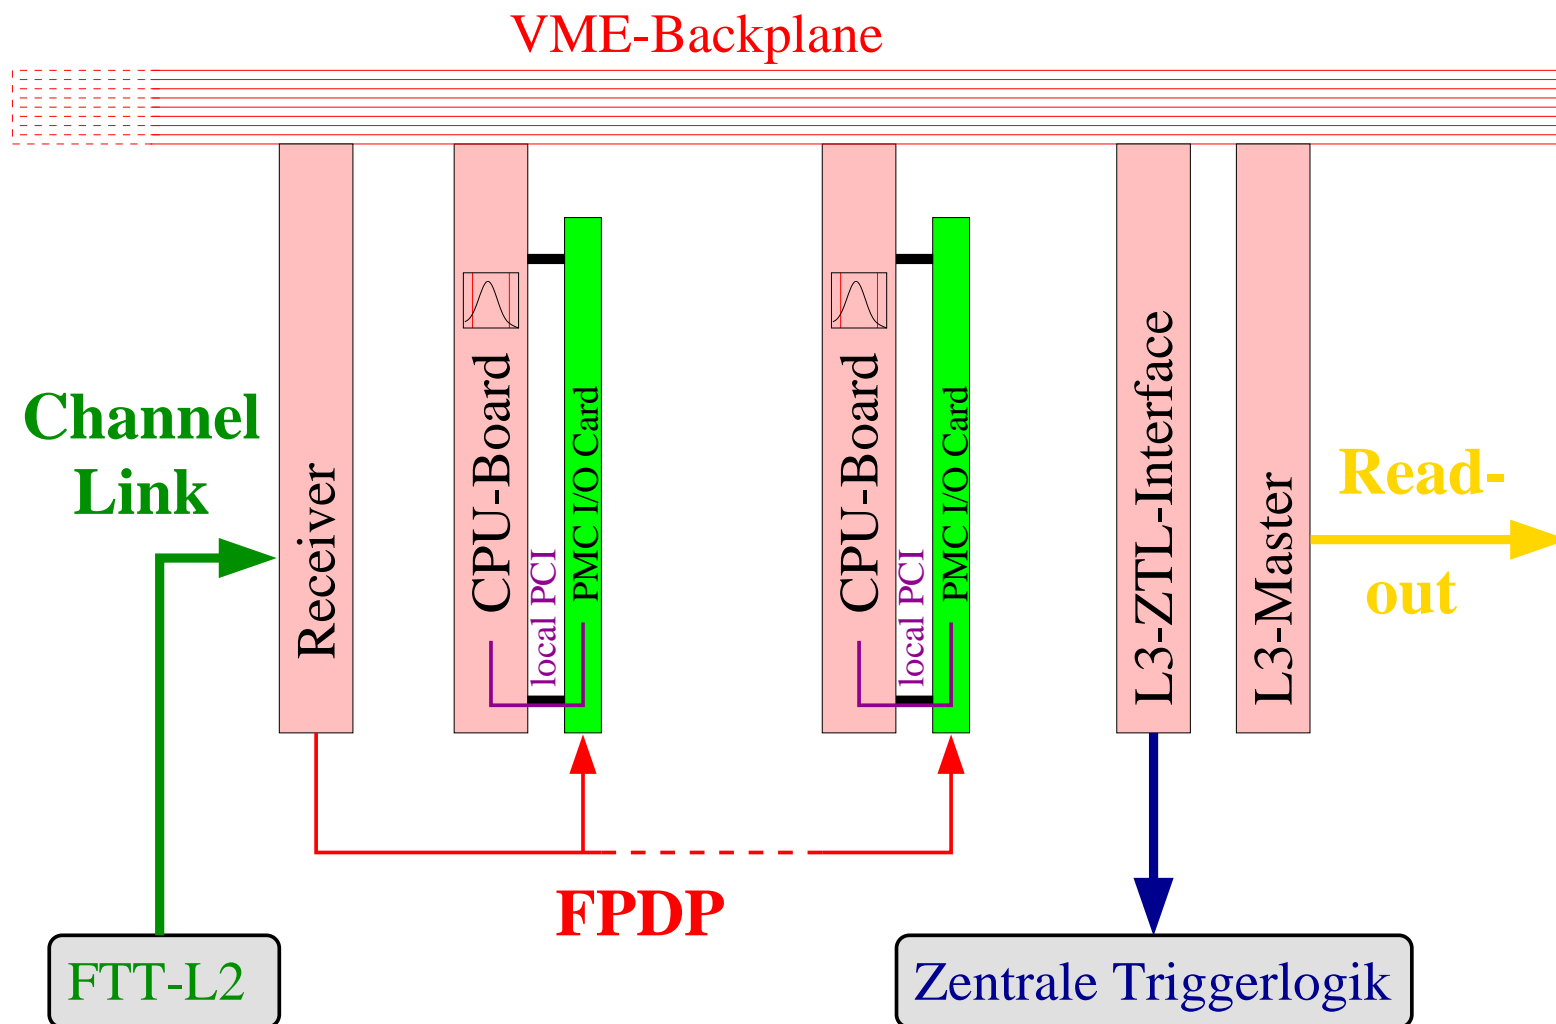 VME-Backplane
Channel
Link
Receiver
CPU-Board
local PCI
PMC I/O Card
CPU-Board
local PCI
PMC I/O Card
L3-ZTL-Interface
L3-Master
Read-
out
FPDP
FTT-L2
Zentrale Triggerlogik